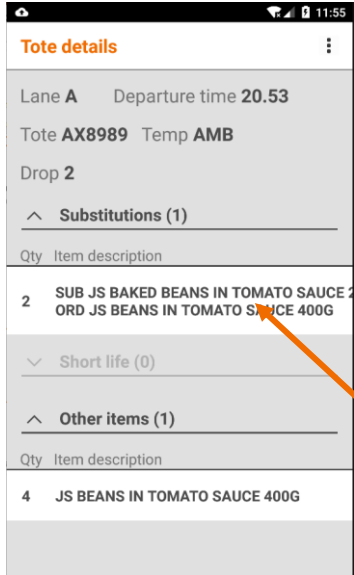 11:55
Tote details
Lane A Departure time 20.53
Tote AX8989 Temp AMB
Drop 2
Substitutions (1)
Qty Item description
2 SUB JS BAKED BEANS IN TOMATO SAUCE 2
ORD JS BEANS IN TOMATO SAUCE 400G
Short life (0)
Other items (1)
Qty Item description
4 JS BEANS IN TOMATO SAUCE 400G